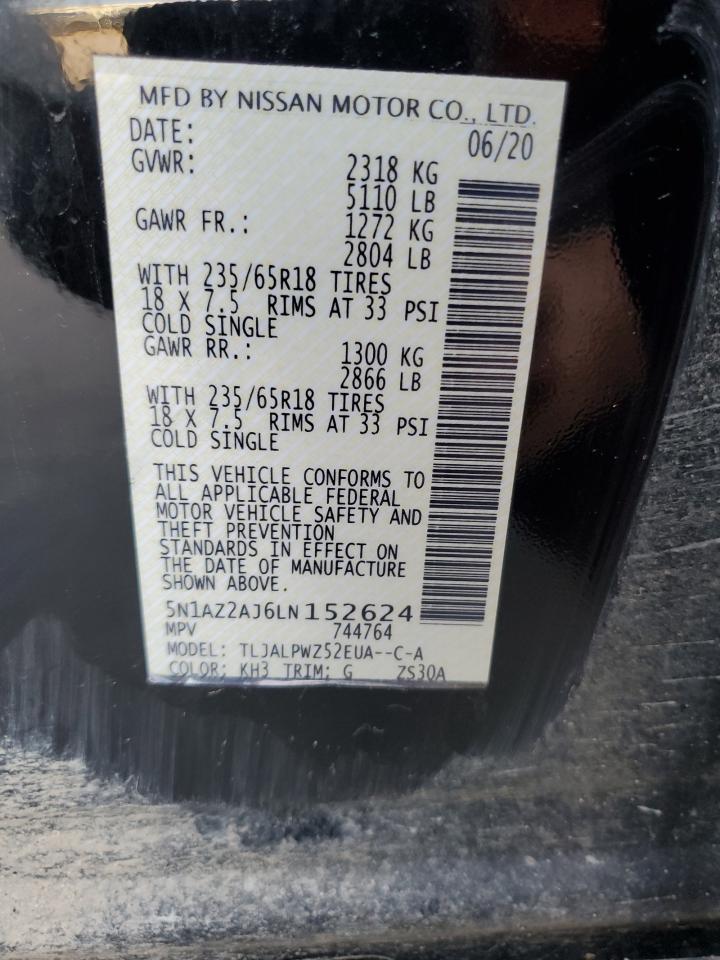 MFD BY NISSAN MOTOR CO., LTD.
DATE: 06/20
GVWR: 2318 KG
5110 LB
GAWR FR.: 1272 KG
2804 LB
WITH 235/65R18 TIRES
18 X 7.5 RIMS AT 33 PSI
COLD SINGLE
GAWR RR.: 1300 KG
2866 LB
WITH 235/65R18 TIRES
18 X 7.5 RIMS AT 33 PSI
COLD SINGLE
THIS VEHICLE CONFORMS TO
ALL APPLICABLE FEDERAL
MOTOR VEHICLE SAFETY AND
THEFT PREVENTION
STANDARDS IN EFFECT ON
THE DATE OF MANUFACTURE
SHOWN ABOVE.
5N1AZ2AJ6LN152624
MPV 744764
MODEL: TLJALPWZ52EUA--C-A
COLOR: KH3 TRIM: G ZS30A